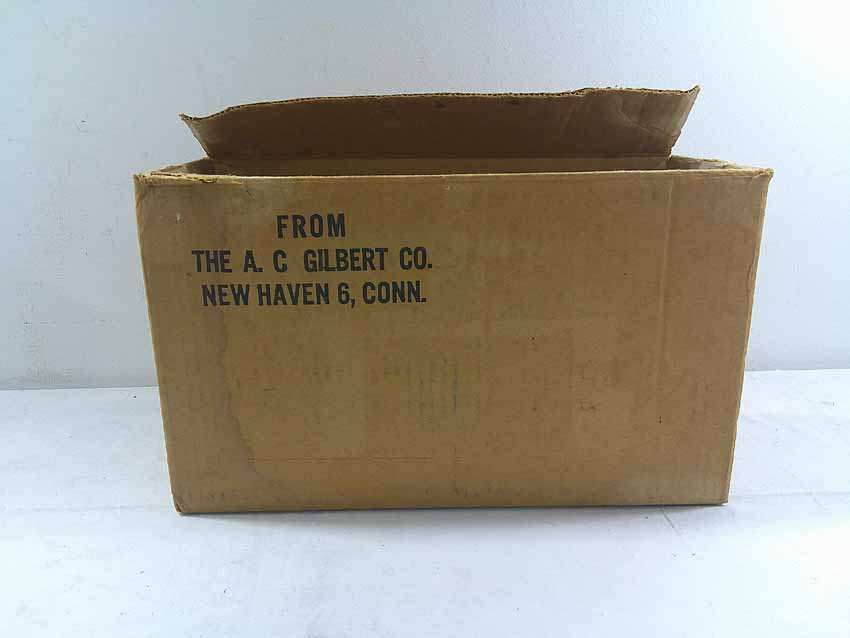 FROM
THE A. C GILBERT CO.
NEW HAVEN 6, CONN.